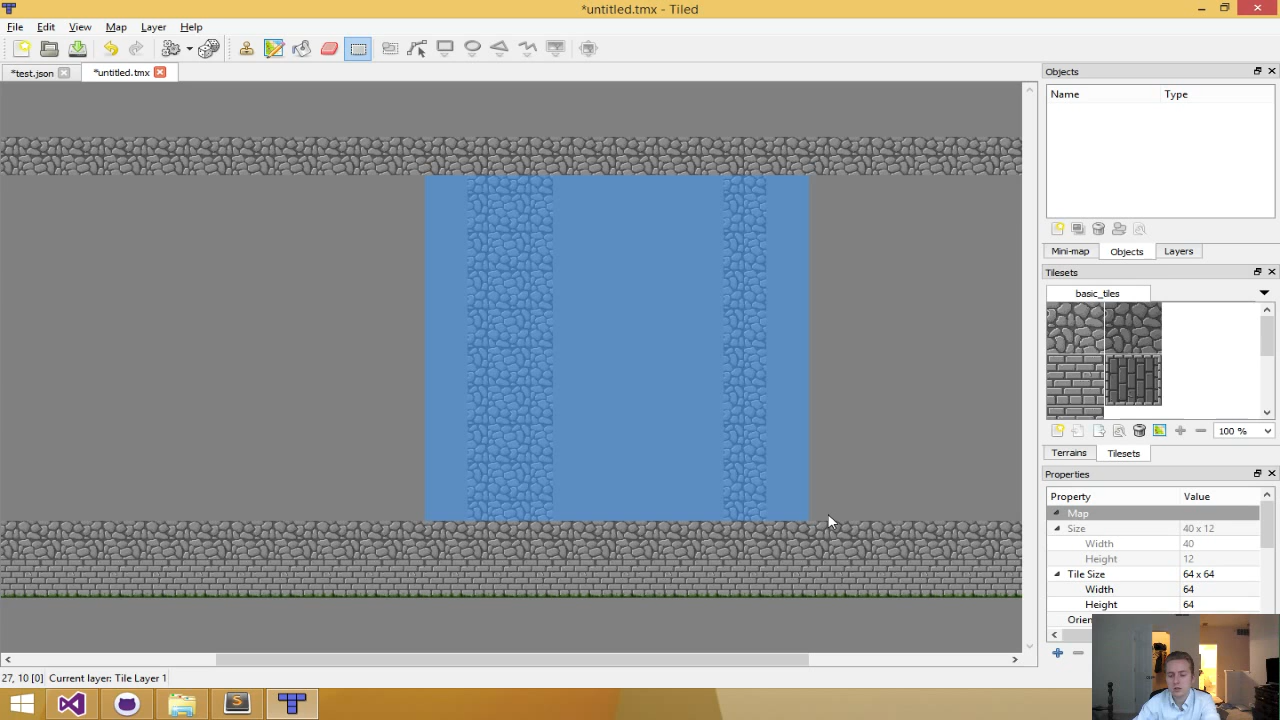 *untitled.tmx - Tiled
File Edit View Map Layer Help
*test.json *untitled.tmx
Objects
Name Type
Mini-map Objects Layers
Tilesets
basic_tiles
100 %
Terrains Tilesets
Properties
Property Value
Map
Size 40 x 12
Width 40
Height 12
Tile Size 64 x 64
Width 64
Height 64
Orien
27, 10 [0] Current layer: Tile Layer 1